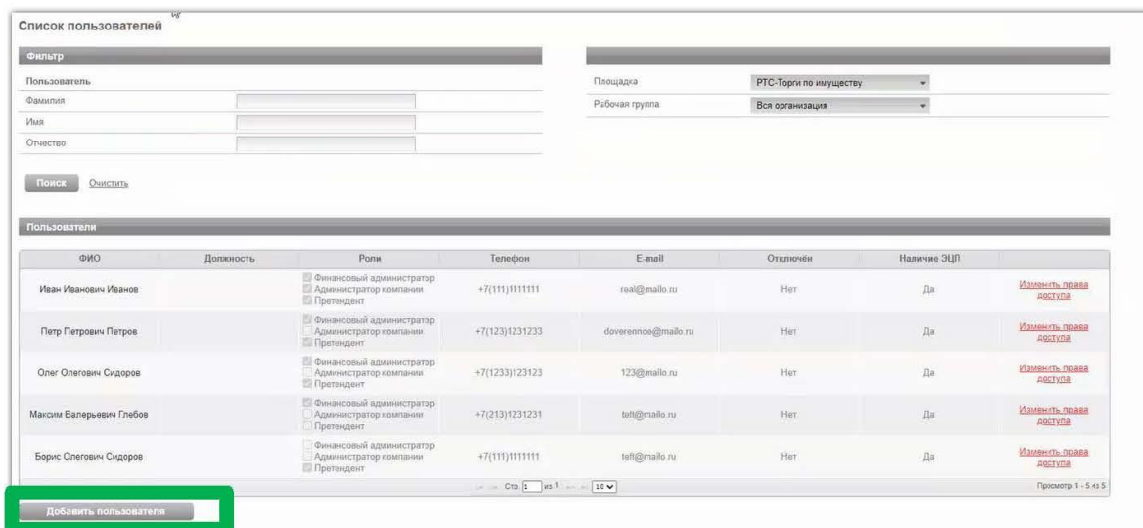 Список пользователей
Фильтр
Пользователь
Фамилия
Имя
Отчество
Площадка РТС-Торги по имуществу
Рабочая группа Вся организация
Поиск Очистить
Пользователи
ФИО Должность Роли Телефон E-mail Отключён Наличие ЭЦП
Иван Иванович Иванов Финансовый администратор Администратор компании Претендент +7(111)1111111 real@mailo.ru Нет Да Изменить права доступа
Петр Петрович Петров Финансовый администратор Администратор компании Претендент +7(123)1231233 doverennoe@mailo.ru Нет Да Изменить права доступа
Олег Олегович Сидоров Финансовый администратор Администратор компании Претендент +7(1233)123123 123@mailo.ru Нет Да Изменить права доступа
Максим Валерьевич Глебов Финансовый администратор Администратор компании Претендент +7(213)1231231 Нет Да Изменить права доступа
Борис Олегович Сидоров Финансовый администратор Администратор компании Претендент +7(111)1111111 Нет Да Изменить права доступа
Стр. 1 из 1 10 Просмотр 1 - 5 из 5
Добавить пользователя